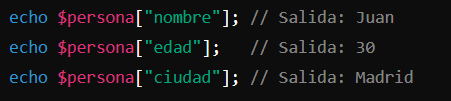 echo $persona["nombre"]; // Salida: Juan
echo $persona["edad"];   // Salida: 30
echo $persona["ciudad"]; // Salida: Madrid